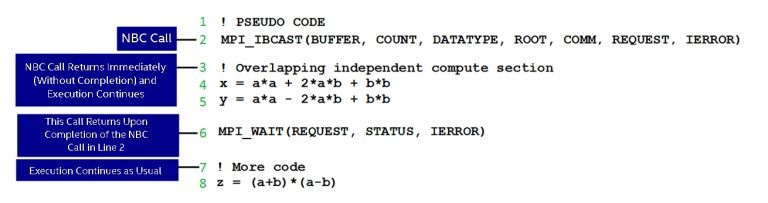 1 ! PSEUDO CODE
NBC Call
2 MPI_IBCAST(BUFFER, COUNT, DATATYPE, ROOT, COMM, REQUEST, IERROR)
NBC Call Returns Immediately
(Without Completion) and
Execution Continues
3 ! Overlapping independent compute section
4 x = a*a + 2*a*b + b*b
5 y = a*a - 2*a*b + b*b
This Call Returns Upon
Completion of the NBC
Call in Line 2
6 MPI_WAIT(REQUEST, STATUS, IERROR)
Execution Continues as Usual
7 ! More code
8 z = (a+b)*(a-b)